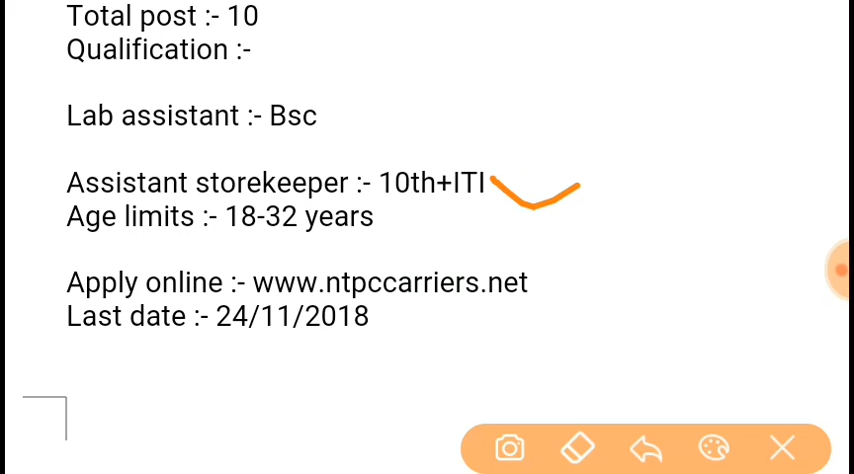 Total post :- 10
Qualification :-
Lab assistant :- Bsc
Assistant storekeeper :- 10th+ITI
Age limits :- 18-32 years
Apply online :- www.ntpccarriers.net
Last date :- 24/11/2018